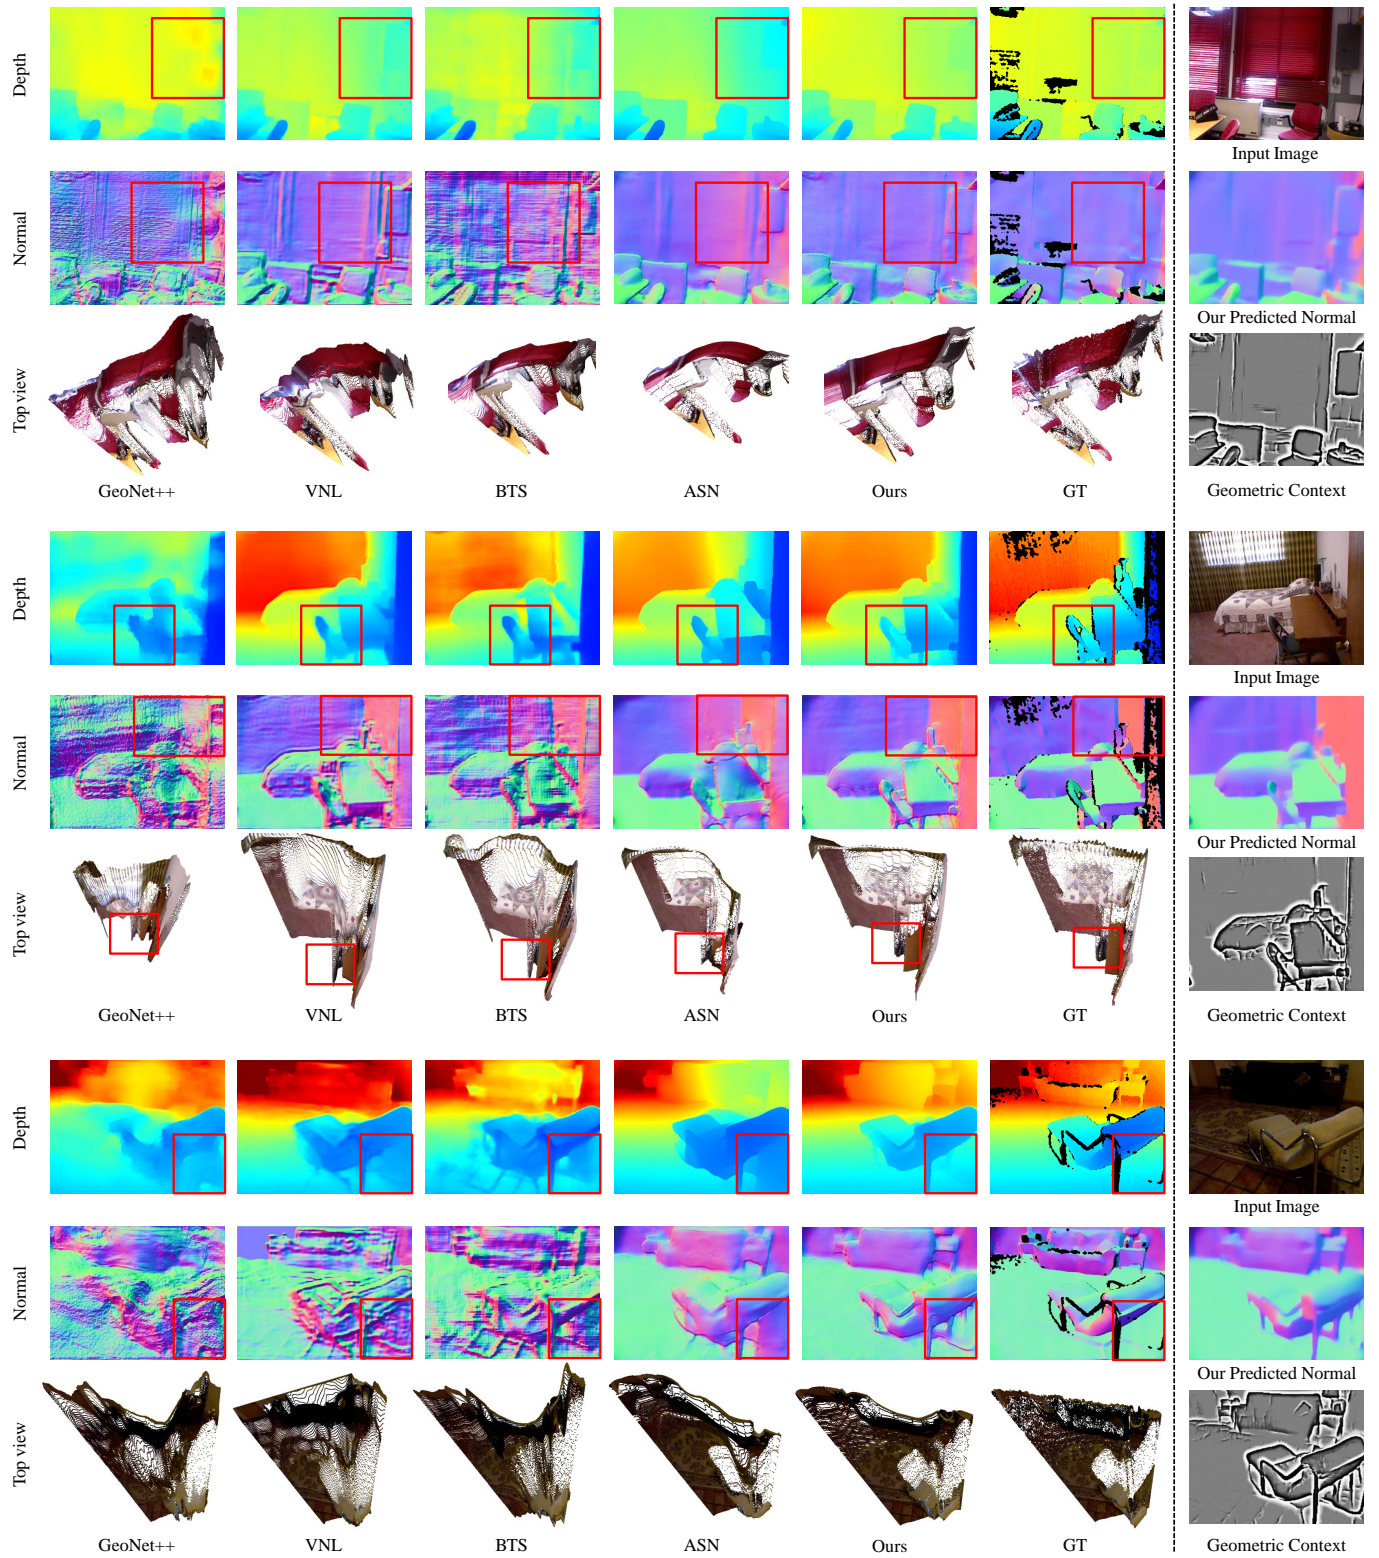 Depth
Input Image
Normal
Our Predicted Normal
Top view
GeoNet++ VNL BTS ASN Ours GT Geometric Context
Depth
Input Image
Normal
Our Predicted Normal
Top view
GeoNet++ VNL BTS ASN Ours GT Geometric Context
Depth
Input Image
Normal
Our Predicted Normal
Top view
GeoNet++ VNL BTS ASN Ours GT Geometric Context